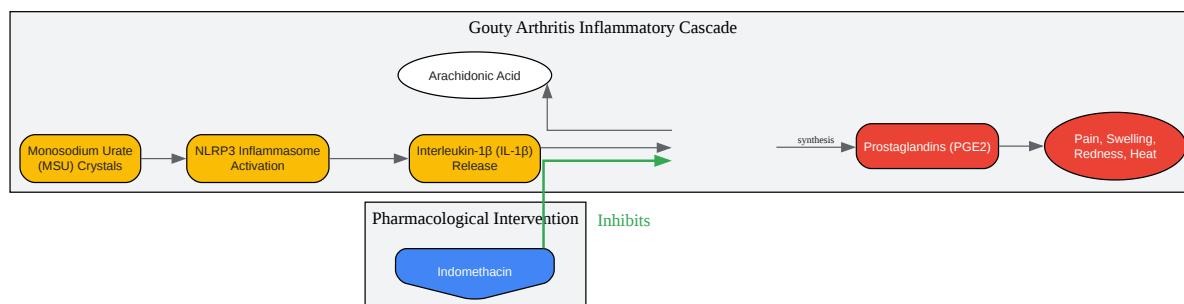 Gouty Arthritis Inflammatory Cascade
Arachidonic Acid
Monosodium Urate
(MSU) Crystals
NLRP3 Inflammasome
Activation
Interleukin-1β (IL-1β)
Release
synthesis
Prostaglandins (PGE2)
Pain, Swelling,
Redness, Heat
Pharmacological Intervention
Inhibits
Indomethacin